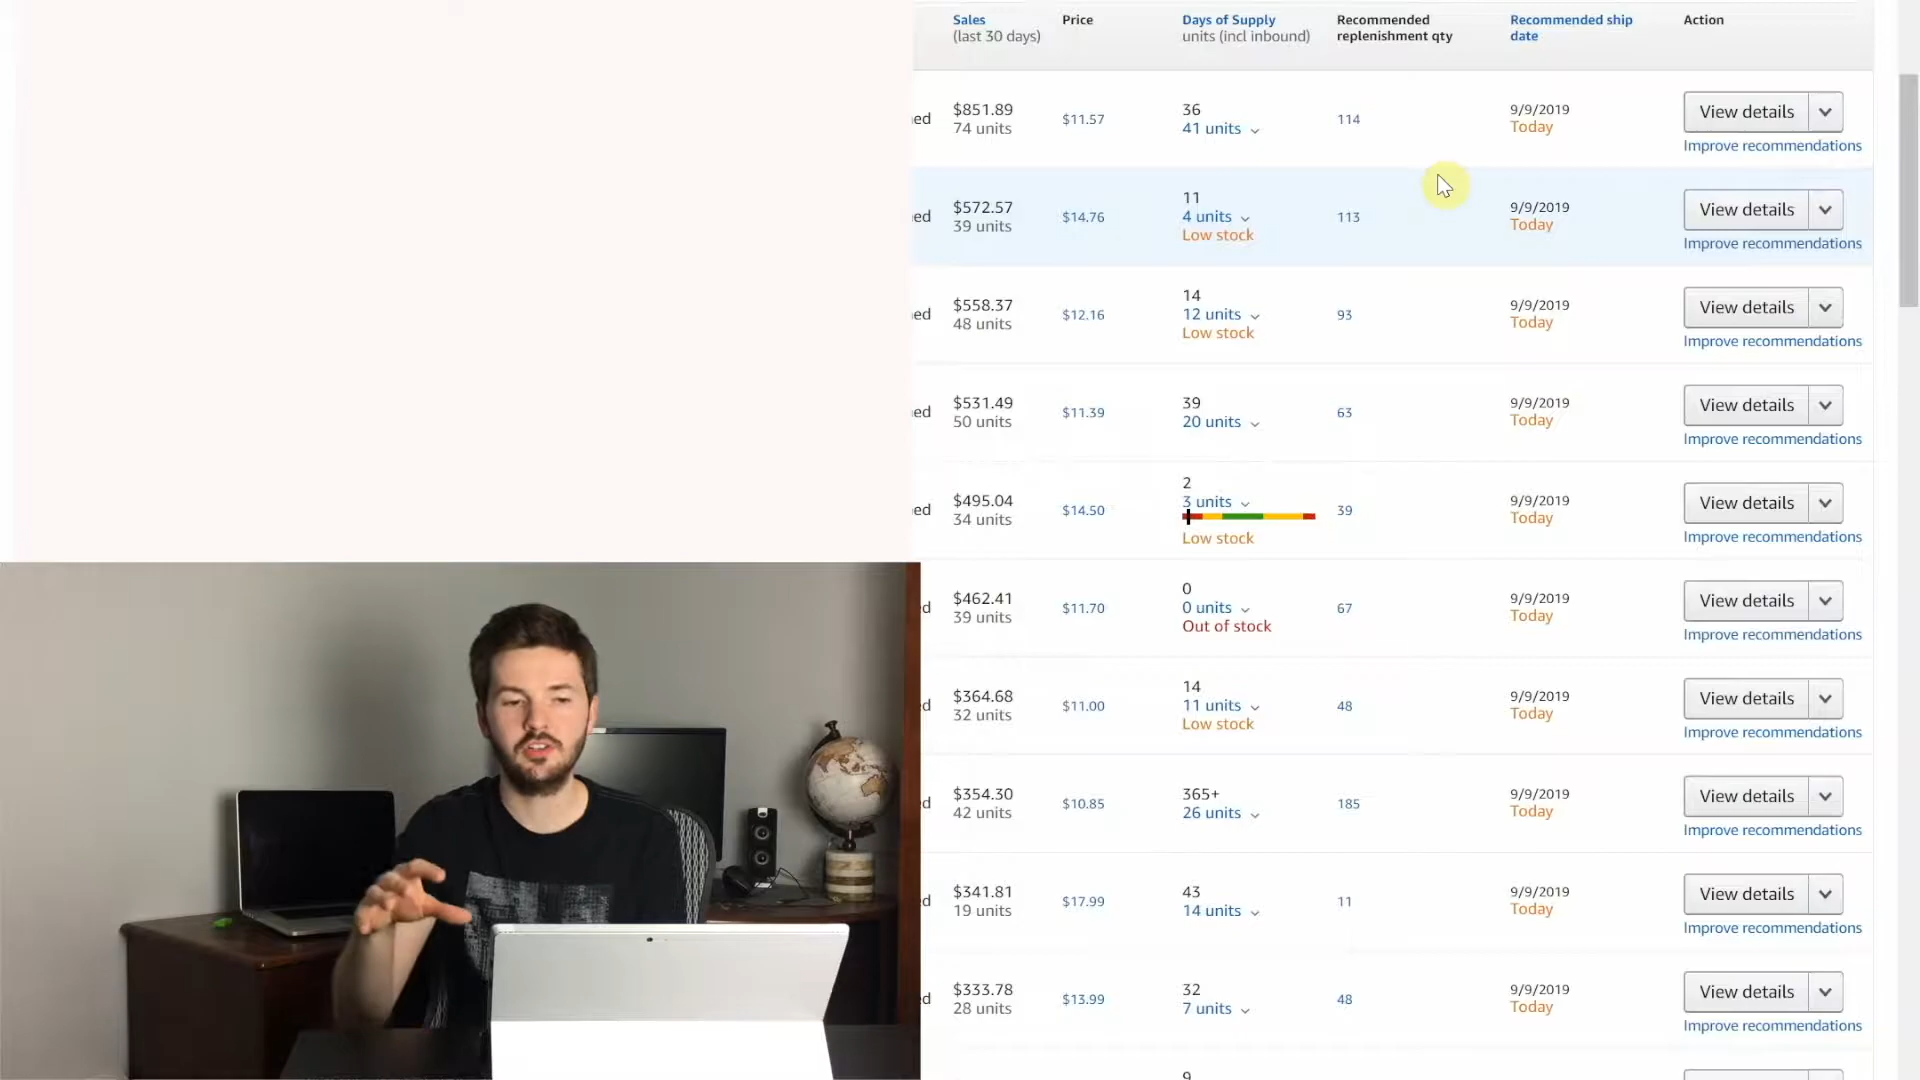 Sales
(last 30 days)
Price
Days of Supply
units (incl inbound)
Recommended
replenishment qty
Recommended ship
date
Action
ed
$851.89
74 units
$11.57
36
41 units
114
9/9/2019
Today
View details
Improve recommendations
ed
$572.57
39 units
$14.76
11
4 units
Low stock
113
9/9/2019
Today
View details
Improve recommendations
ed
$558.37
48 units
$12.16
14
12 units
Low stock
93
9/9/2019
Today
View details
Improve recommendations
ed
$531.49
50 units
$11.39
39
20 units
63
9/9/2019
Today
View details
Improve recommendations
ed
$495.04
34 units
$14.50
2
3 units
Low stock
39
9/9/2019
Today
View details
Improve recommendations
d
$462.41
39 units
$11.70
0
0 units
Out of stock
67
9/9/2019
Today
View details
Improve recommendations
d
$364.68
32 units
$11.00
14
11 units
Low stock
48
9/9/2019
Today
View details
Improve recommendations
d
$354.30
42 units
$10.85
365+
26 units
185
9/9/2019
Today
View details
Improve recommendations
d
$341.81
19 units
$17.99
43
14 units
11
9/9/2019
Today
View details
Improve recommendations
d
$333.78
28 units
$13.99
32
7 units
48
9/9/2019
Today
View details
Improve recommendations